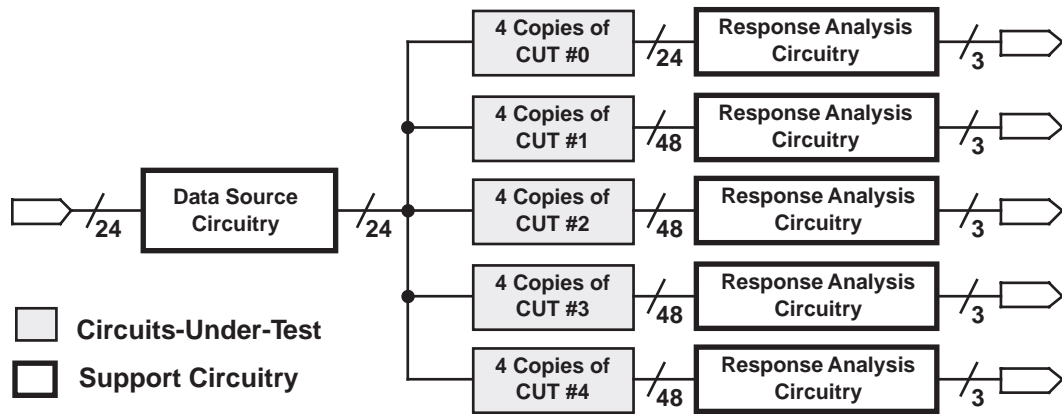 4 Copies of
CUT #0
24
Response Analysis
Circuitry
3
4 Copies of
CUT #1
48
Response Analysis
Circuitry
3
24
Data Source
Circuitry
24
4 Copies of
CUT #2
48
Response Analysis
Circuitry
3
4 Copies of
CUT #3
48
Response Analysis
Circuitry
3
Circuits-Under-Test
Support Circuitry
4 Copies of
CUT #4
48
Response Analysis
Circuitry
3